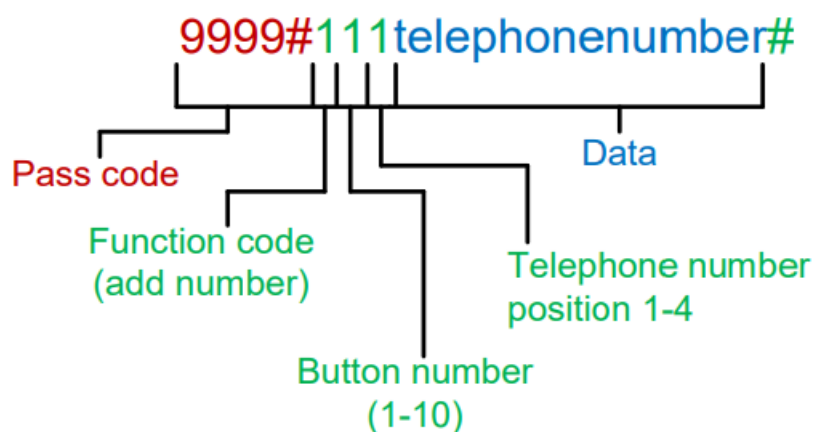 9999#111telephonenumber#
Pass code
Data
Function code
(add number)
Telephone number
position 1-4
Button number
(1-10)